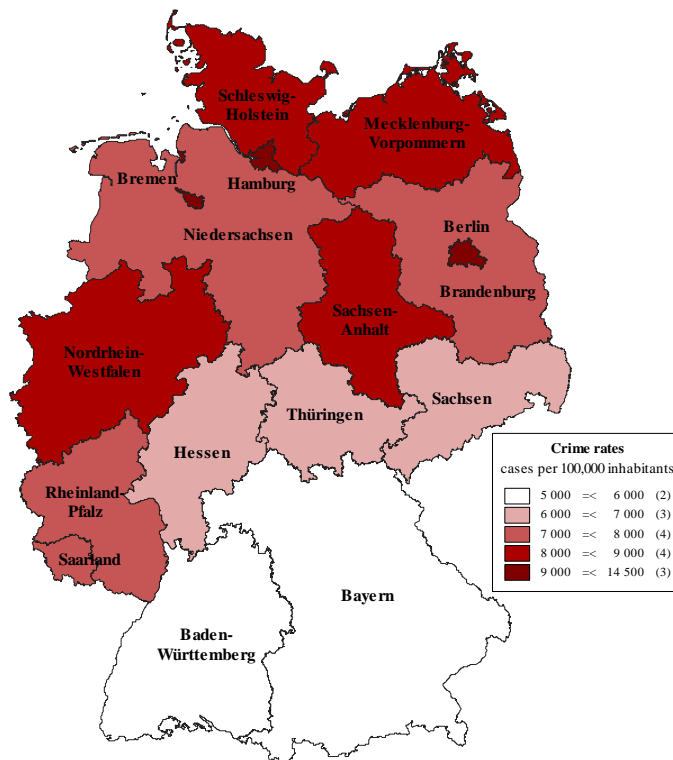 Schleswig-
Holstein
Mecklenburg-
Vorpommern
Bremen
Hamburg
Berlin
Niedersachsen
Brandenburg
Sachsen-
Anhalt
Nordrhein-
Westfalen
Sachsen
Thüringen
Hessen
Rheinland-
Pfalz
Saarland
Bayern
Baden-
Württemberg
Crime rates
cases per 100,000 inhabitants
5 000 =< 6 000 (2)
6 000 =< 7 000 (3)
7 000 =< 8 000 (4)
8 000 =< 9 000 (4)
9 000 =< 14 500 (3)